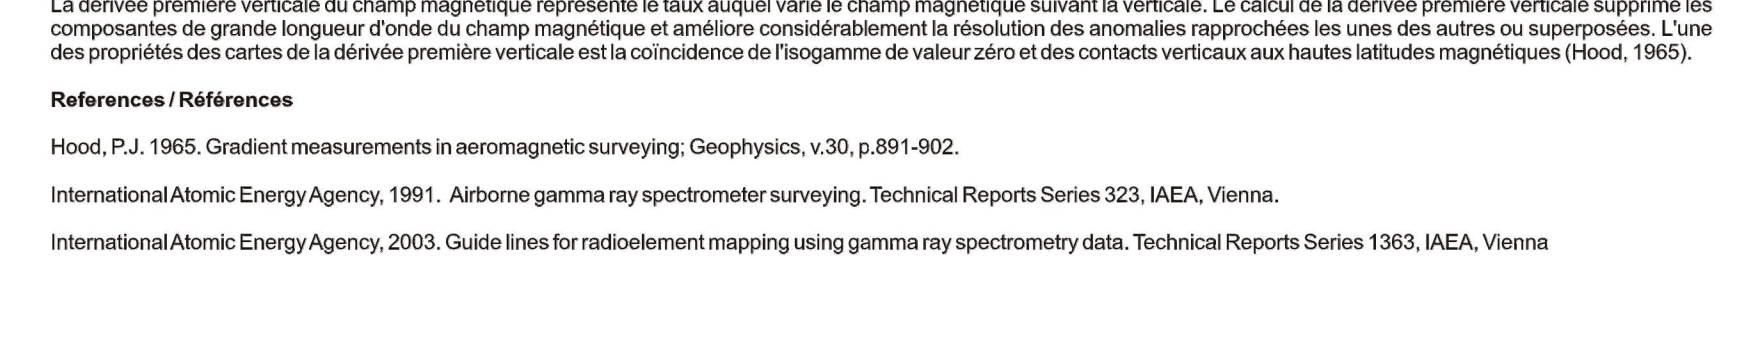 La dérivée première verticale du champ magnétique représente le taux auquel varie le champ magnétique suivant la verticale. Le calcul de la dérivée première verticale supprime les
composantes de grande longueur d'onde du champ magnétique et améliore considérablement la résolution des anomalies rapprochées les unes des autres ou superposées. L'une
des propriétés des cartes de la dérivée première verticale est la coïncidence de l'isogamme de valeur zéro et des contacts verticaux aux hautes latitudes magnétiques (Hood, 1965).
References / Références
Hood, P.J. 1965. Gradient measurements in aeromagnetic surveying; Geophysics, v.30, p.891-902.
International Atomic Energy Agency, 1991. Airborne gamma ray spectrometer surveying. Technical Reports Series 323, IAEA, Vienna.
International Atomic Energy Agency, 2003. Guide lines for radioelement mapping using gamma ray spectrometry data. Technical Reports Series 1363, IAEA, Vienna